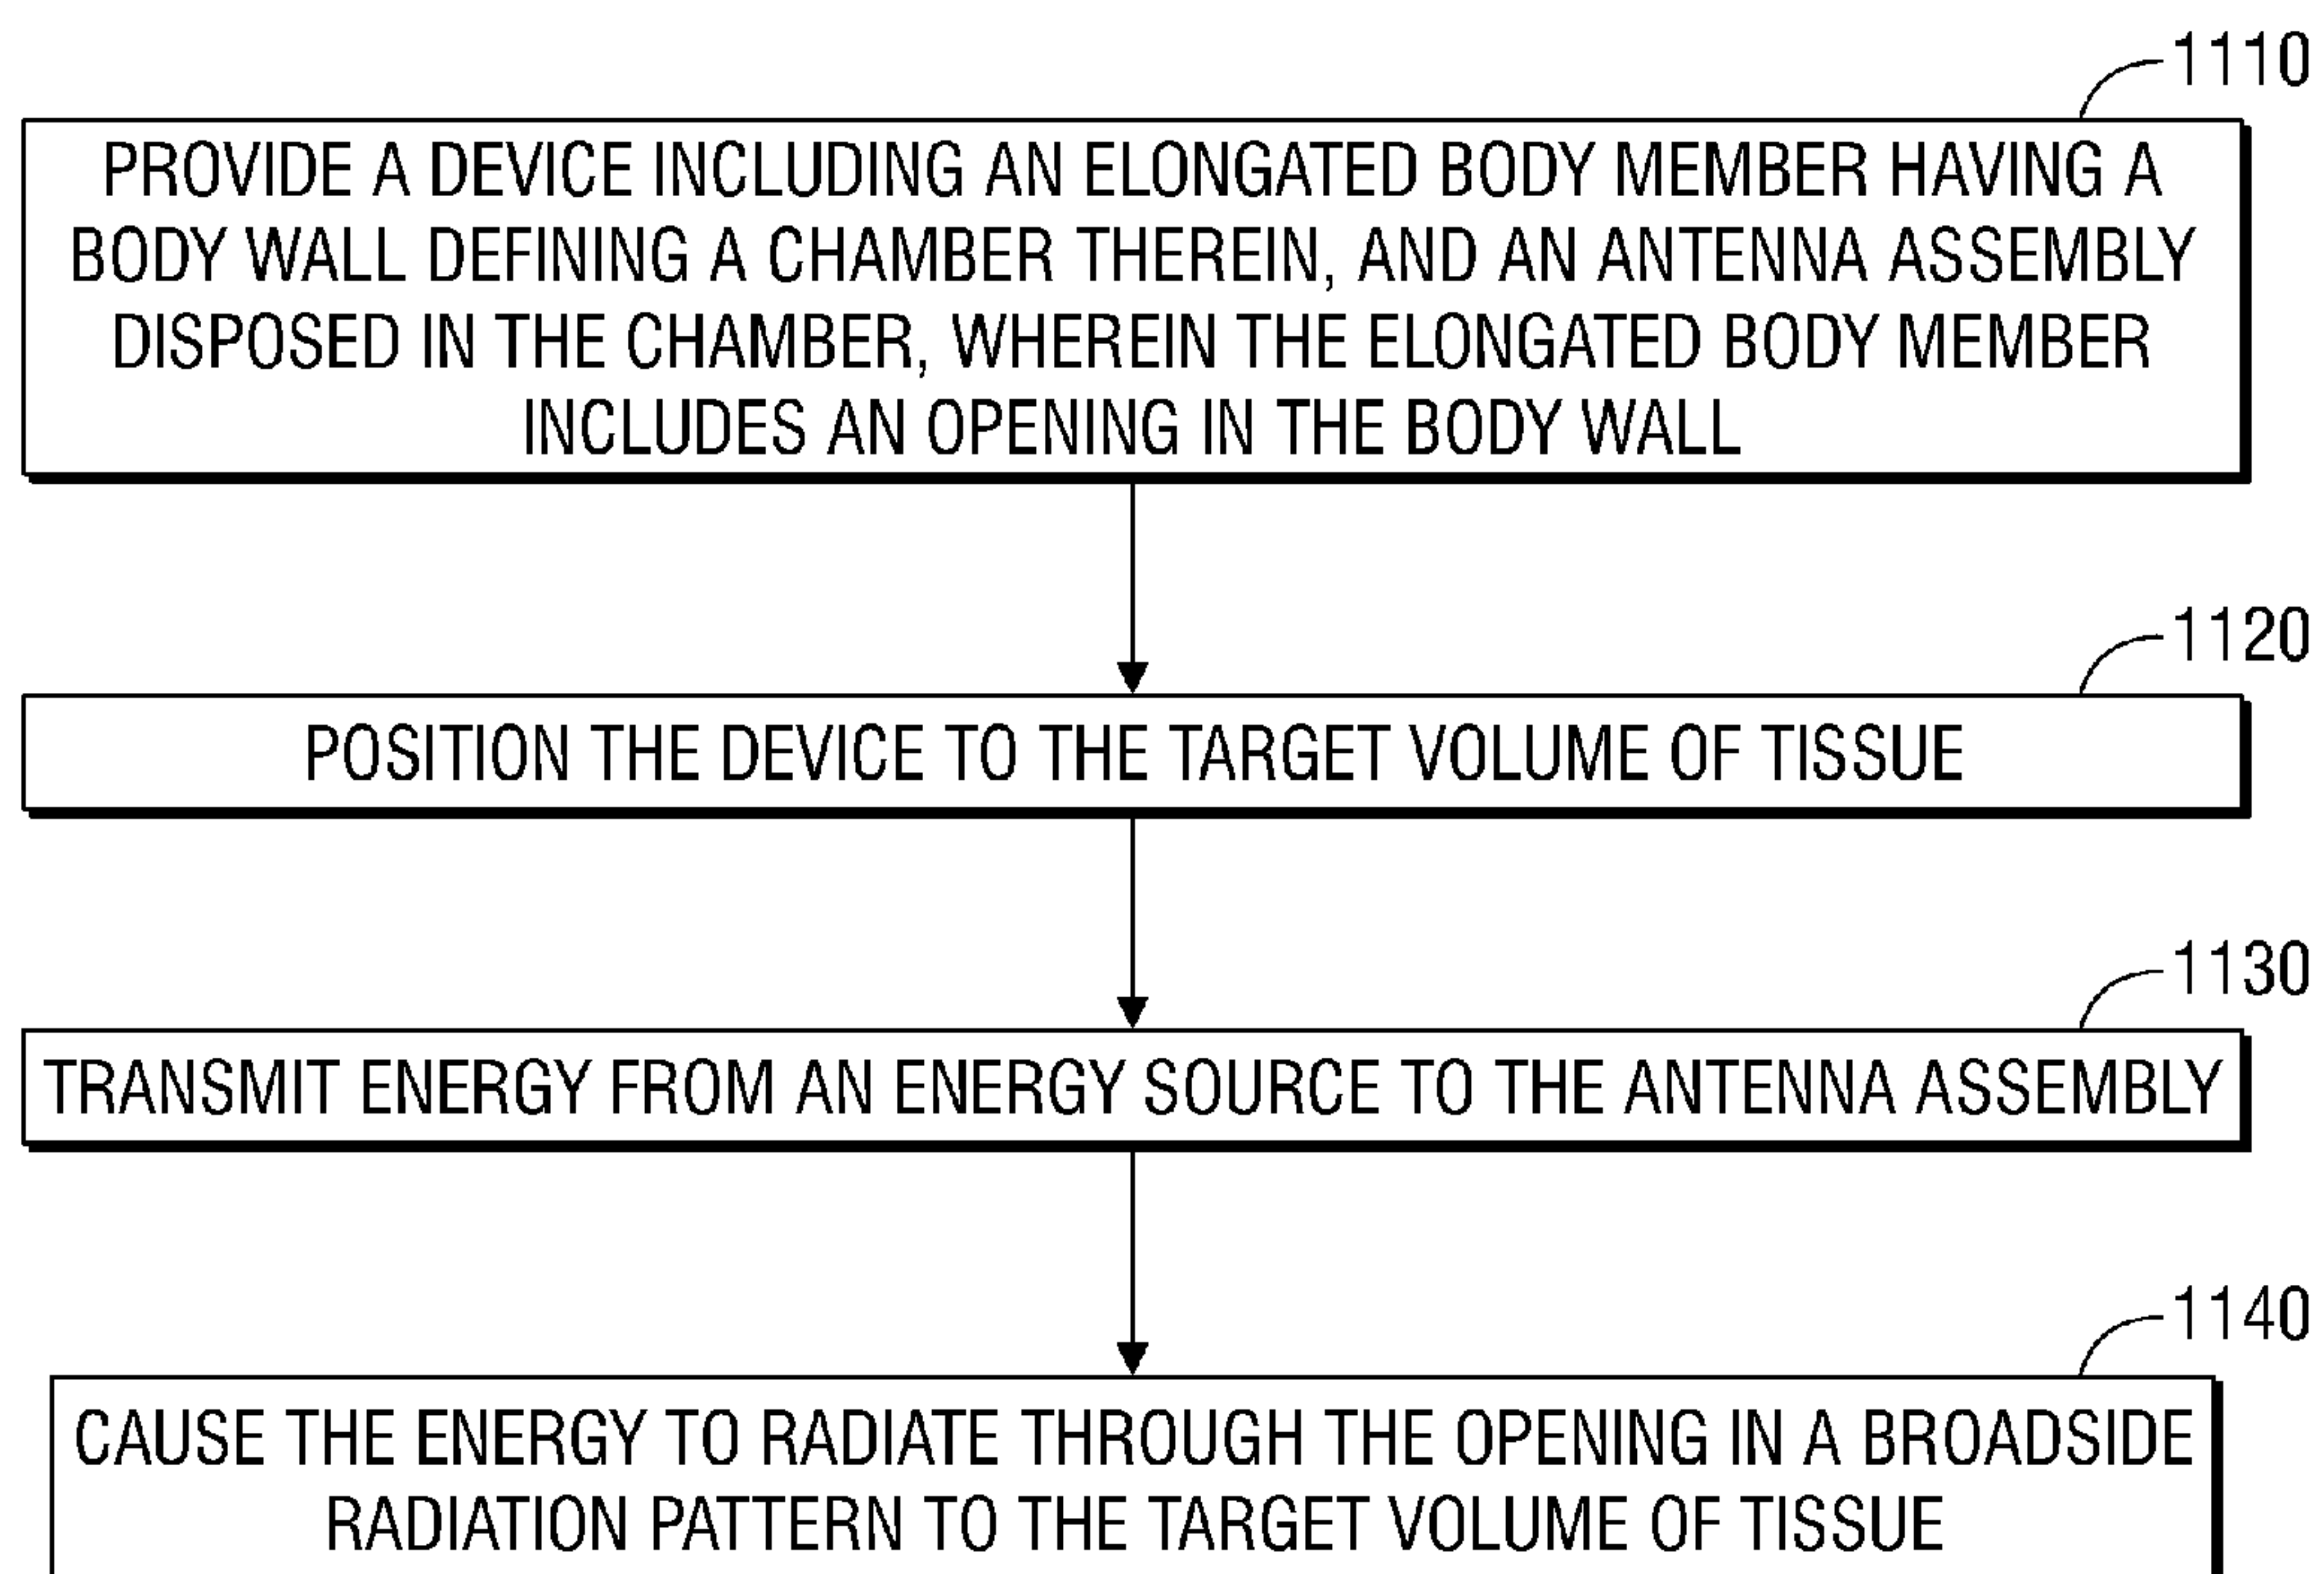 1110
PROVIDE A DEVICE INCLUDING AN ELONGATED BODY MEMBER HAVING A
BODY WALL DEFINING A CHAMBER THEREIN, AND AN ANTENNA ASSEMBLY
DISPOSED IN THE CHAMBER, WHEREIN THE ELONGATED BODY MEMBER
INCLUDES AN OPENING IN THE BODY WALL
1120
POSITION THE DEVICE TO THE TARGET VOLUME OF TISSUE
1130
TRANSMIT ENERGY FROM AN ENERGY SOURCE TO THE ANTENNA ASSEMBLY
1140
CAUSE THE ENERGY TO RADIATE THROUGH THE OPENING IN A BROADSIDE
RADIATION PATTERN TO THE TARGET VOLUME OF TISSUE